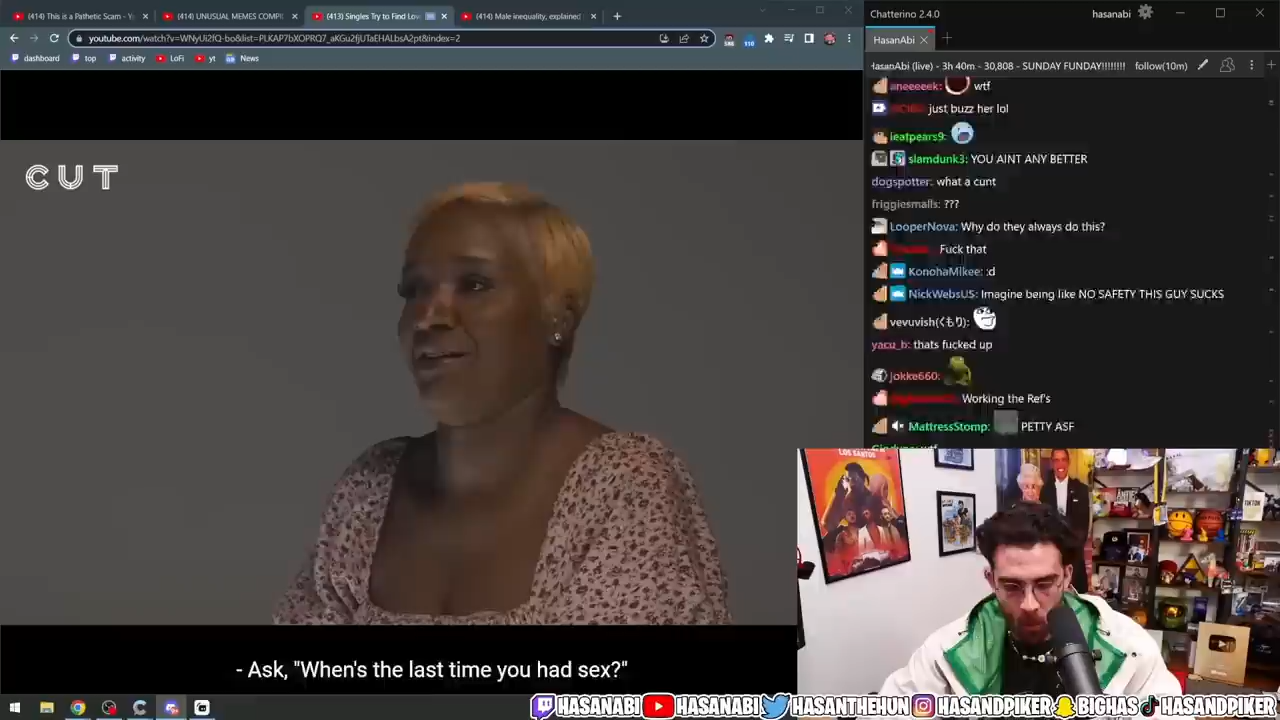 (414) This is a Pathetic Scam - Y
(414) UNUSUAL MEMES COMPI
(413) Singles Try to Find Lov
(414) Male inequality, explained
youtube.com/watch?v=WNyUi2fQ-bo&list=PLKAP7bXOPRQ7_aKGu2fjUTaEHALbsA2pt&index=2
dashboard
top
activity
LoFi
yt
News
CUT
- Ask, "When's the last time you had sex?"
Chatterino 2.4.0
hasanabi
HasanAbi
HasanAbi (live) - 3h 40m - 30,808 - SUNDAY FUNDAY!!!!!!!! follow(10m)
aneeeeek: wtf
just buzz her lol
ieatpears9:
slamdunk3: YOU AINT ANY BETTER
dogspotter: what a cunt
friggiesmalls: ???
LooperNova: Why do they always do this?
Fuck that
KonohaMikee: :d
NickWebsUS: Imagine being like NO SAFETY THIS GUY SUCKS
vevuvish(くもり):
yacu_b: thats fucked up
jokke660:
Working the Ref's
MattressStomp: PETTY ASF
LOS SANTOS
TIKTOK
HASANABI
HASANABI
HASANTHEHUN
HASANDPIKER
BIGHAS
HASANDPIKER